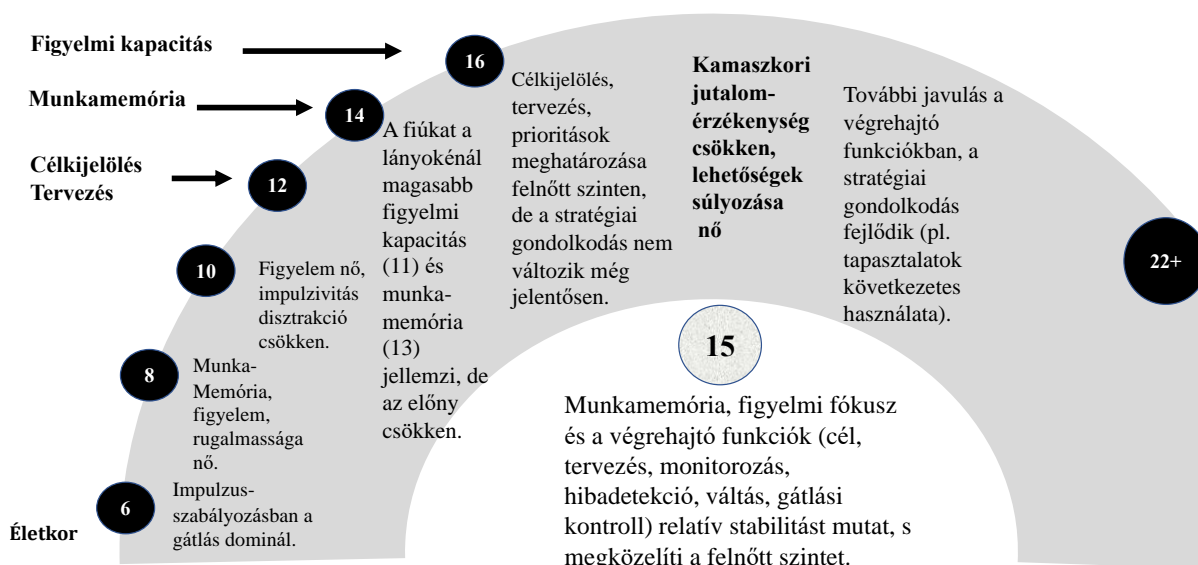 Figyelmi kapacitás
Munkamemória
Célkijelölés
Tervezés
Életkor
6
Impulzus-
szabályozásban a
gátlás dominál.
8
Munka-
Memória,
figyelem,
rugalmassága
nő.
10
Figyelem nő,
impulzivitás
disztrakció
csökken.
12
14
A fiúkat a
lányokénál
magasabb
figyelmi
kapacitás
(11) és
munka-
memória
(13)
jellemzi, de
az előny
csökken.
16
Célkijelölés,
tervezés,
prioritások
meghatározása
felnőtt szinten,
de a stratégiai
gondolkodás nem
változik még
jelentősen.
Kamaszkori
jutalom-
érzékenység
csökken,
lehetőségek
súlyozása
nő
További javulás a
végrehajtó
funkciókban, a
stratégiai
gondolkodás
fejlődik (pl.
tapasztalatok
következetes
használata).
22+
15
Munkamemória, figyelmi fókusz
és a végrehajtó funkciók (cél,
tervezés, monitorozás,
hibadetekció, váltás, gátlási
kontroll) relatív stabilitást mutat, s
megközelíti a felnőtt szintet.